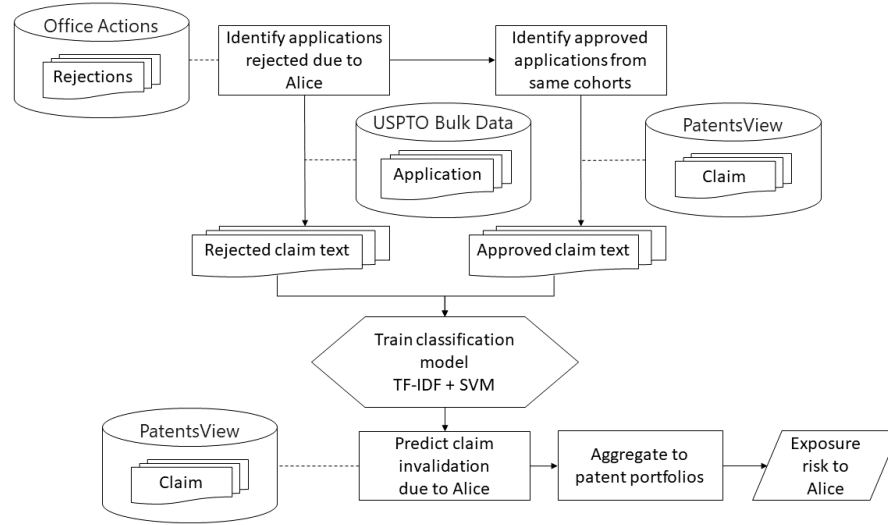 Office Actions
Rejections
Identify applications
rejected due to
Alice
Identify approved
applications from
same cohorts
USPTO Bulk Data
Application
PatentsView
Claim
Rejected claim text
Approved claim text
Train classification
model
TF-IDF + SVM
PatentsView
Claim
Predict claim
invalidation
due to Alice
Aggregate to
patent portfolios
Exposure
risk to
Alice